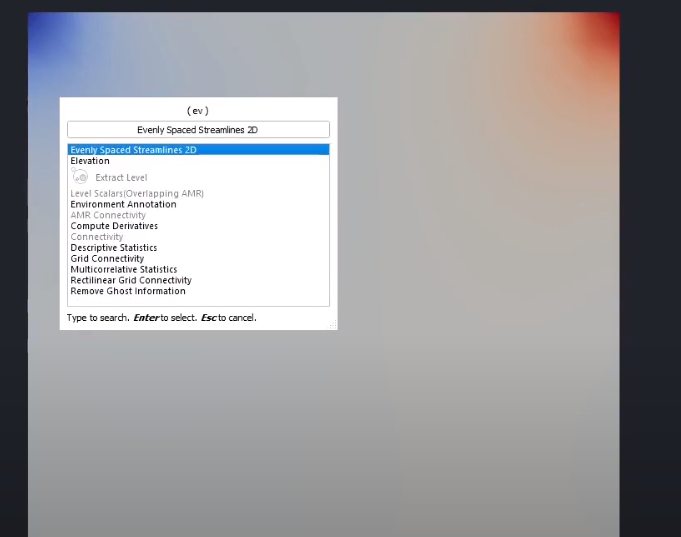 ( ev )
Evenly Spaced Streamlines 2D
Evenly Spaced Streamlines 2D
Elevation
Extract Level
Level Scalars(Overlapping AMR)
Environment Annotation
AMR Connectivity
Compute Derivatives
Connectivity
Descriptive Statistics
Grid Connectivity
Multicorrelative Statistics
Rectilinear Grid Connectivity
Remove Ghost Information
Type to search. Enter to select. Esc to cancel.